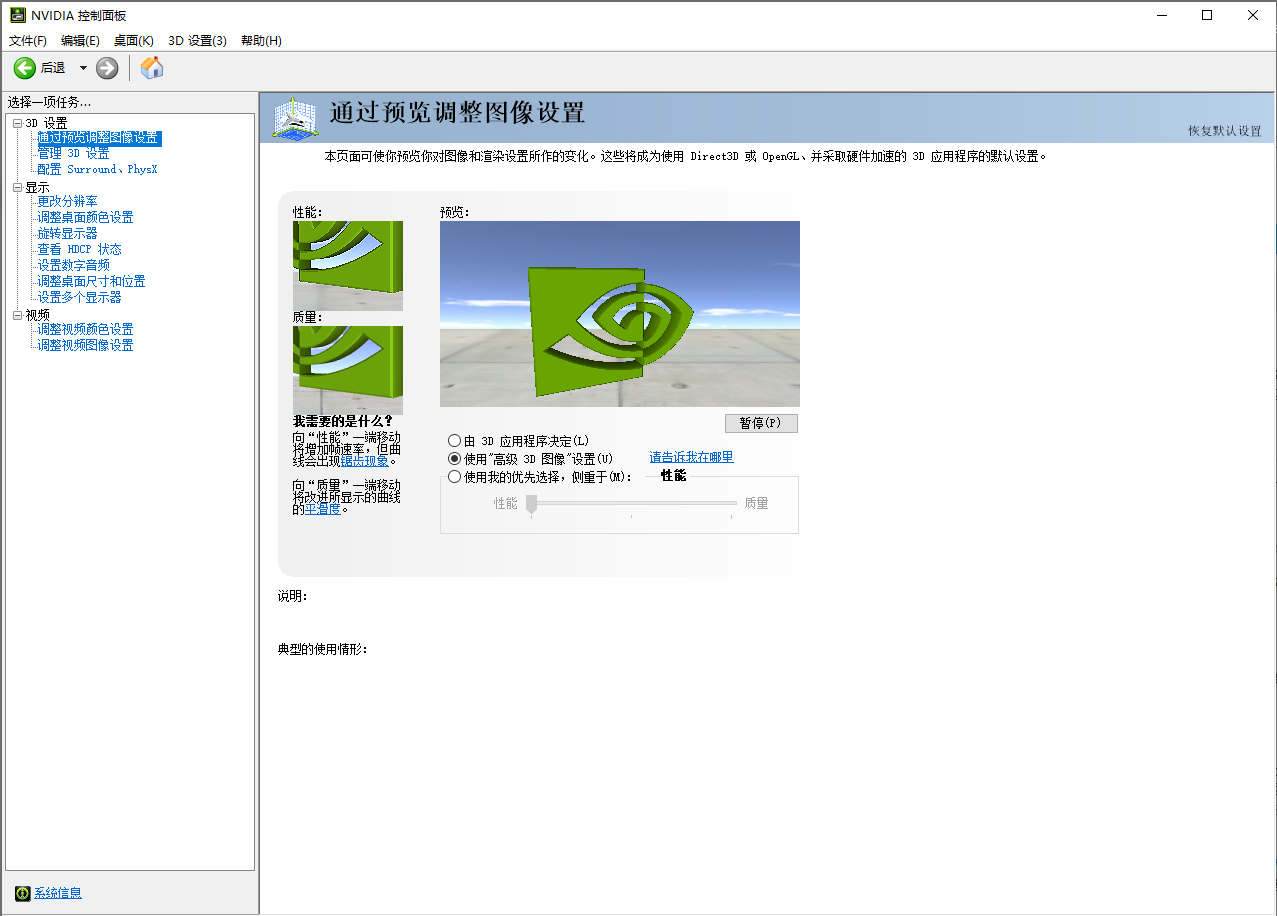 NVIDIA 控制面板
文件(F) 编辑(E) 桌面(K) 3D 设置(3) 帮助(H)
后退
选择一项任务...
3D 设置
通过预览调整图像设置
管理 3D 设置
配置 Surround、PhysX
显示
更改分辨率
调整桌面颜色设置
旋转显示器
查看 HDCP 状态
设置数字音频
调整桌面尺寸和位置
设置多个显示器
视频
调整视频颜色设置
调整视频图像设置
系统信息
通过预览调整图像设置
恢复默认设置
本页面可使你预览你对图像和渲染设置所作的变化。这些将成为使用 Direct3D 或 OpenGL、并采取硬件加速的 3D 应用程序的默认设置。
性能:
质量:
我需要的是什么?
向“性能”一端移动
将增加帧速率，但曲
线会出现锯齿现象。
向“质量”一端移动
将改进所显示的曲线
的平滑度。
预览:
暂停(P)
由 3D 应用程序决定(L)
使用"高级 3D 图像"设置(U) 请告诉我在哪里
使用我的优先选择，侧重于(M): 性能
性能 质量
说明:
典型的使用情形: